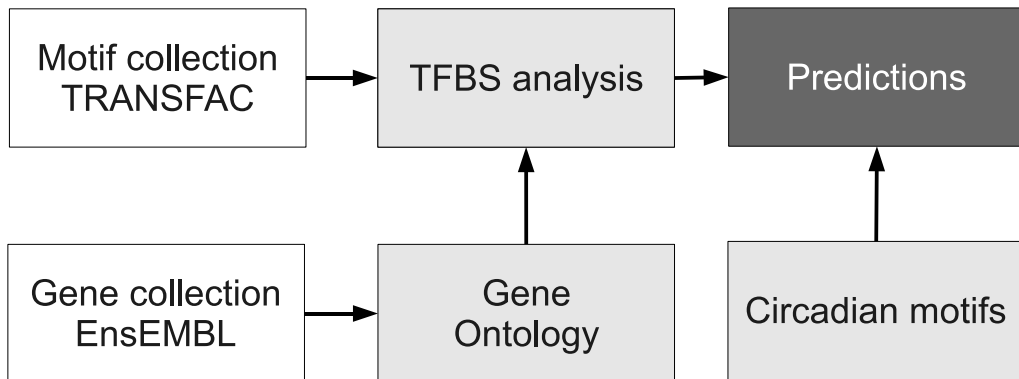 Motif collection
TRANSFAC
TFBS analysis
Predictions
Gene collection
EnsEMBL
Gene
Ontology
Circadian motifs